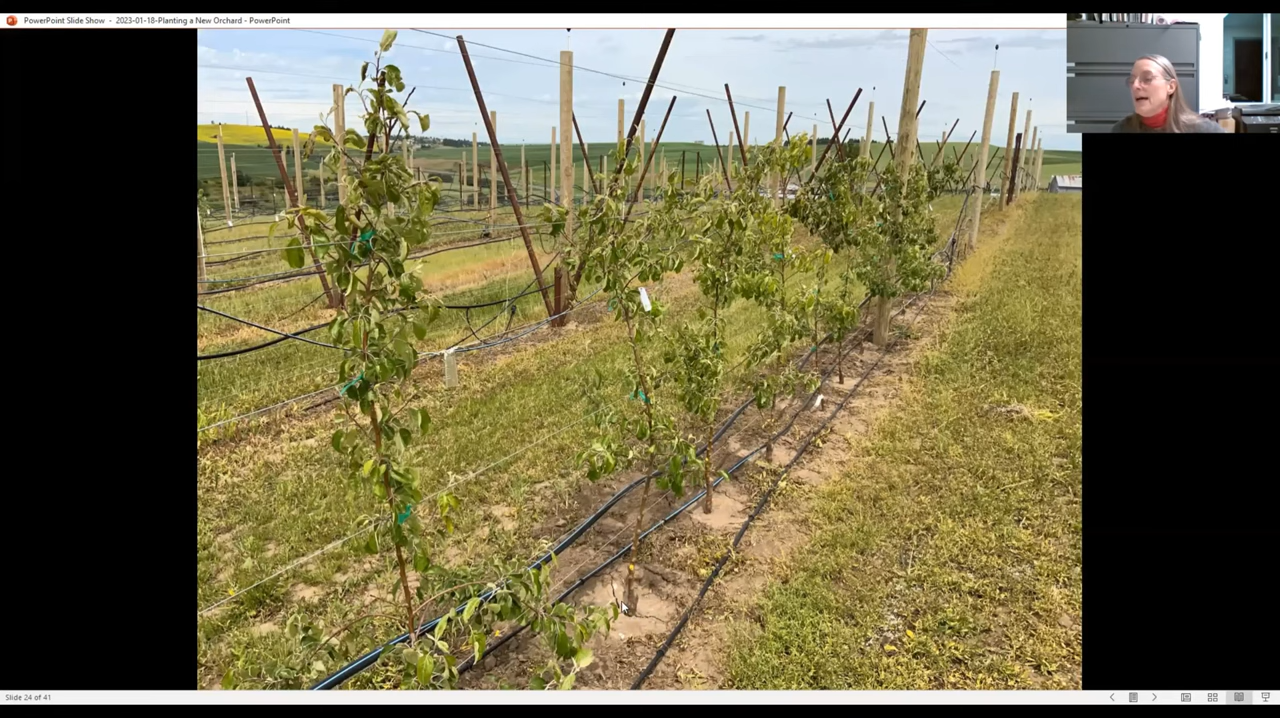 PowerPoint Slide Show - 2023-01-18-Planting a New Orchard - PowerPoint
Slide 24 of 41